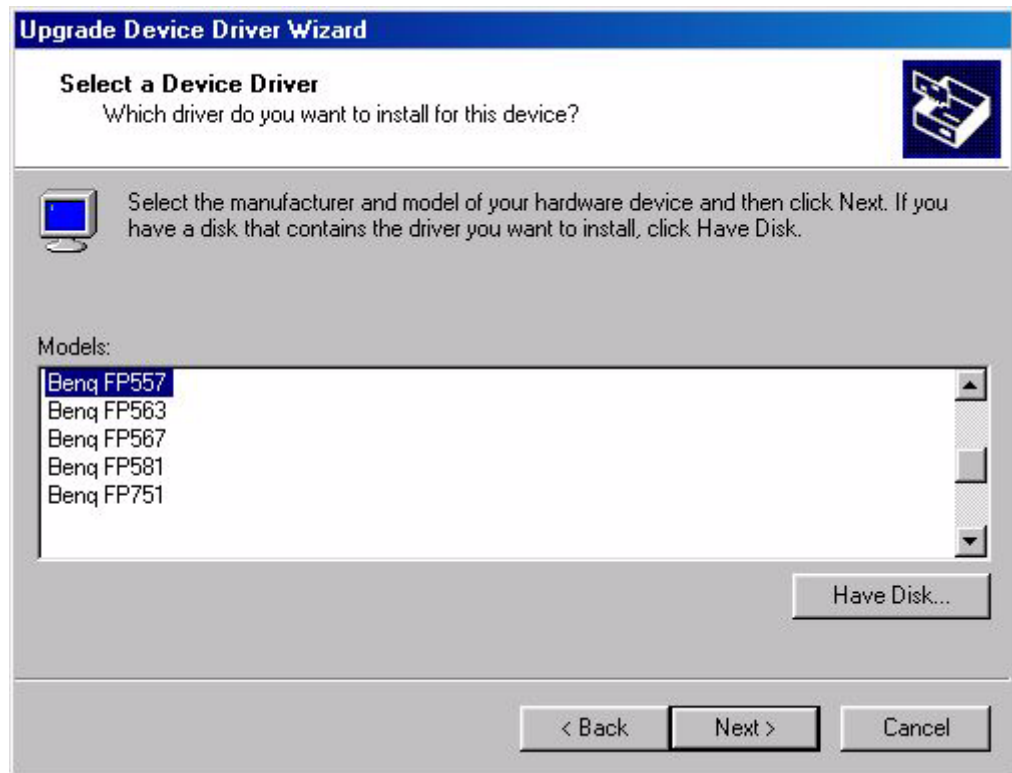 Upgrade Device Driver Wizard
Select a Device Driver
Which driver do you want to install for this device?
Select the manufacturer and model of your hardware device and then click Next. If you
have a disk that contains the driver you want to install, click Have Disk.
Models:
Benq FP557
Benq FP563
Benq FP567
Benq FP581
Benq FP751
Have Disk...
< Back
Next >
Cancel